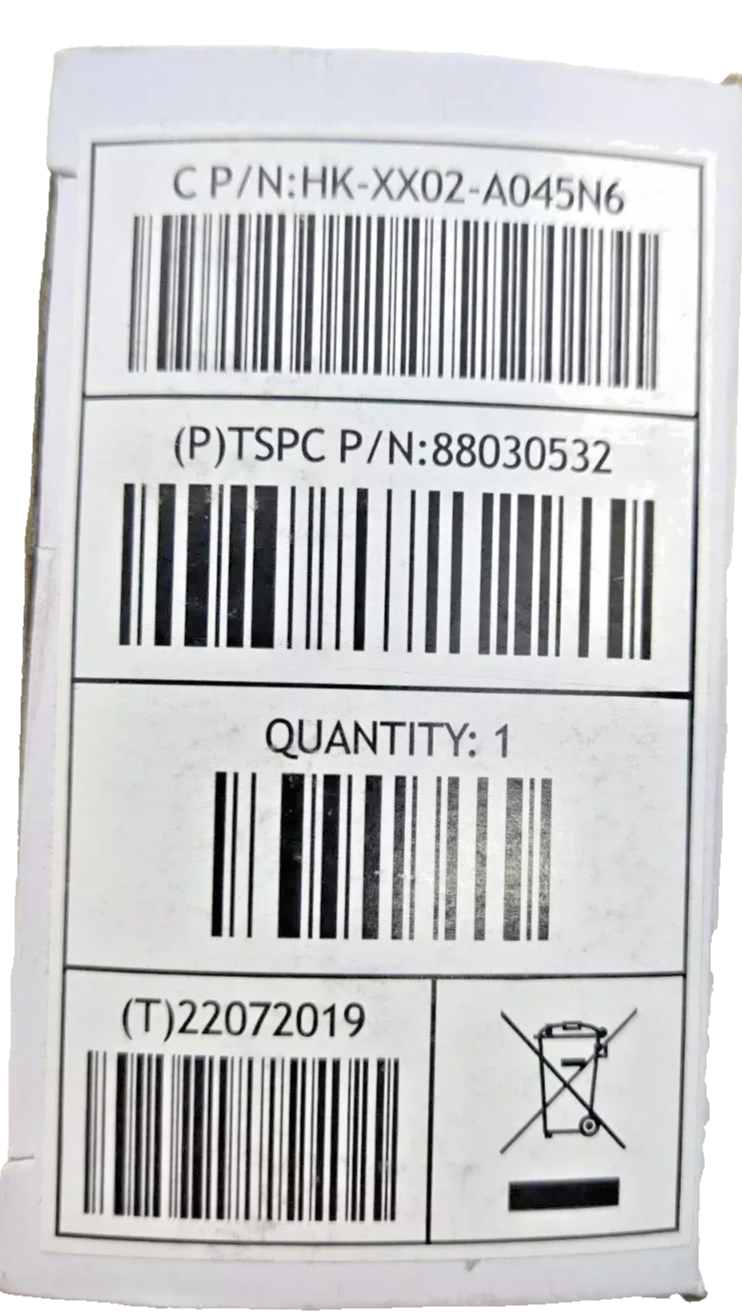 C P/N:HK-XX02-A045N6
(P)TSPC P/N:88030532
QUANTITY: 1
(T)22072019